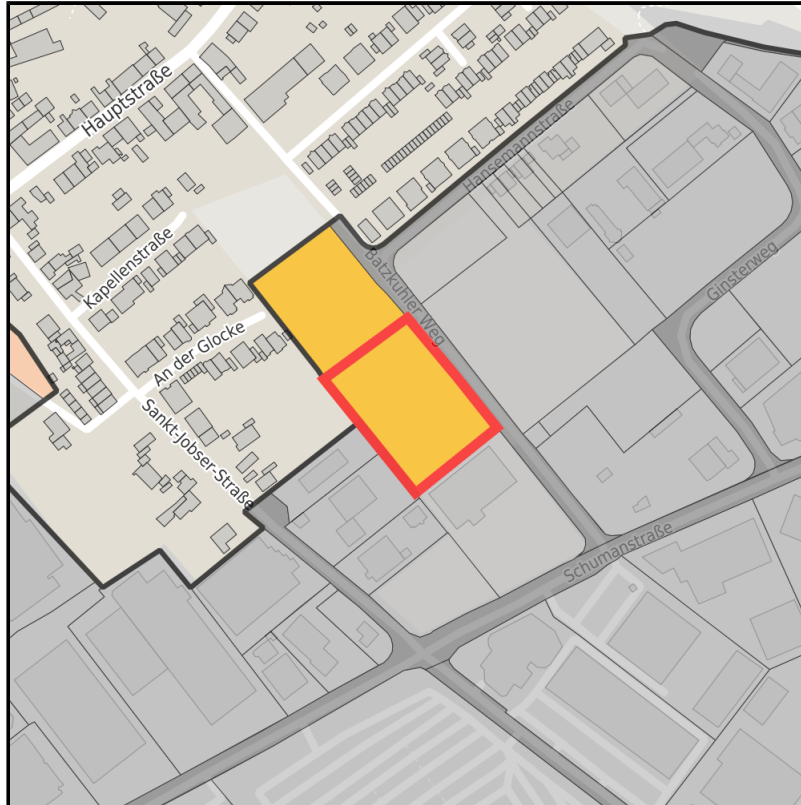 Hauptstraße
Hansemannstraße
Kapellenstraße
Batzkuhler Weg
Ginsterweg
An der Glocke
Sankt-Jobser-Straße
Schumanstraße